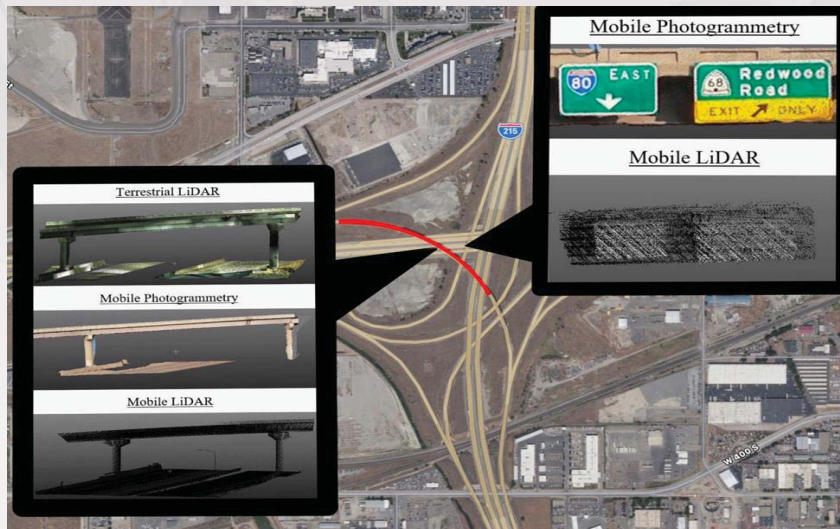 Mobile Photogrammetry
80
EAST
68
Redwood
Road
EXIT
ONLY
Mobile LiDAR
215
Terrestrial LiDAR
Mobile Photogrammetry
Mobile LiDAR
W 400 S